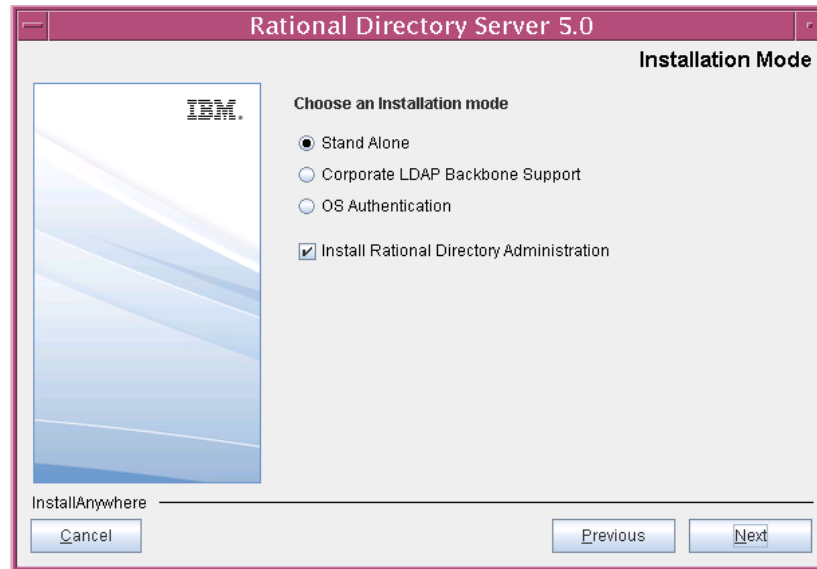 Rational Directory Server 5.0
Installation Mode
IBM.
Choose an Installation mode
Stand Alone
Corporate LDAP Backbone Support
OS Authentication
Install Rational Directory Administration
InstallAnywhere
Cancel
Previous
Next